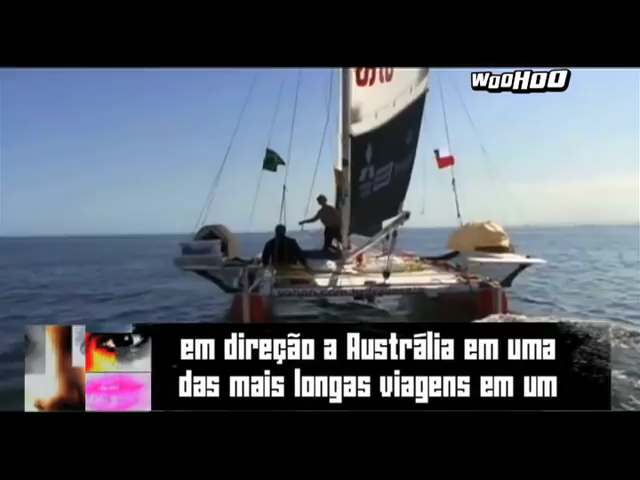 WOOHOO
em direção a Austrália em uma
das mais longas viagens em um